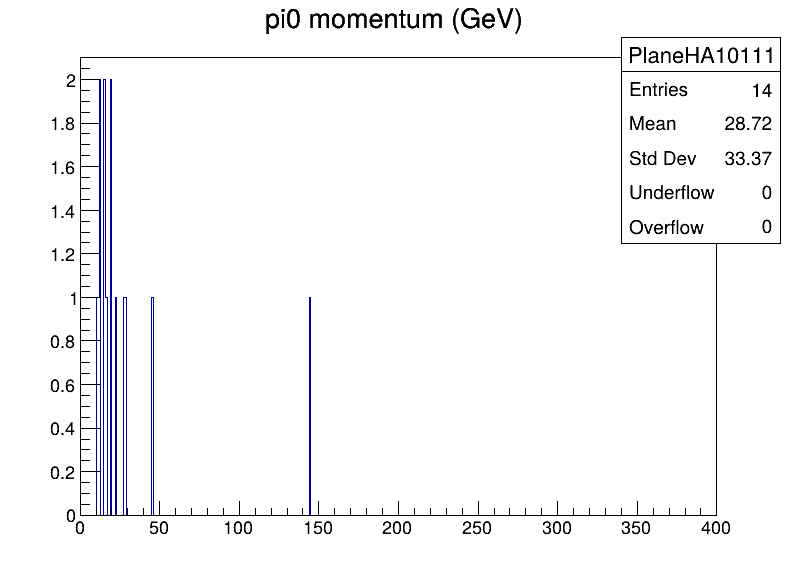 pi0 momentum (GeV)
PlaneHA10111
Entries 14
Mean 28.72
Std Dev 33.37
Underflow 0
Overflow 0
2
1.8
1.6
1.4
1.2
1
0.8
0.6
0.4
0.2
0
0 50 100 150 200 250 300 350 400